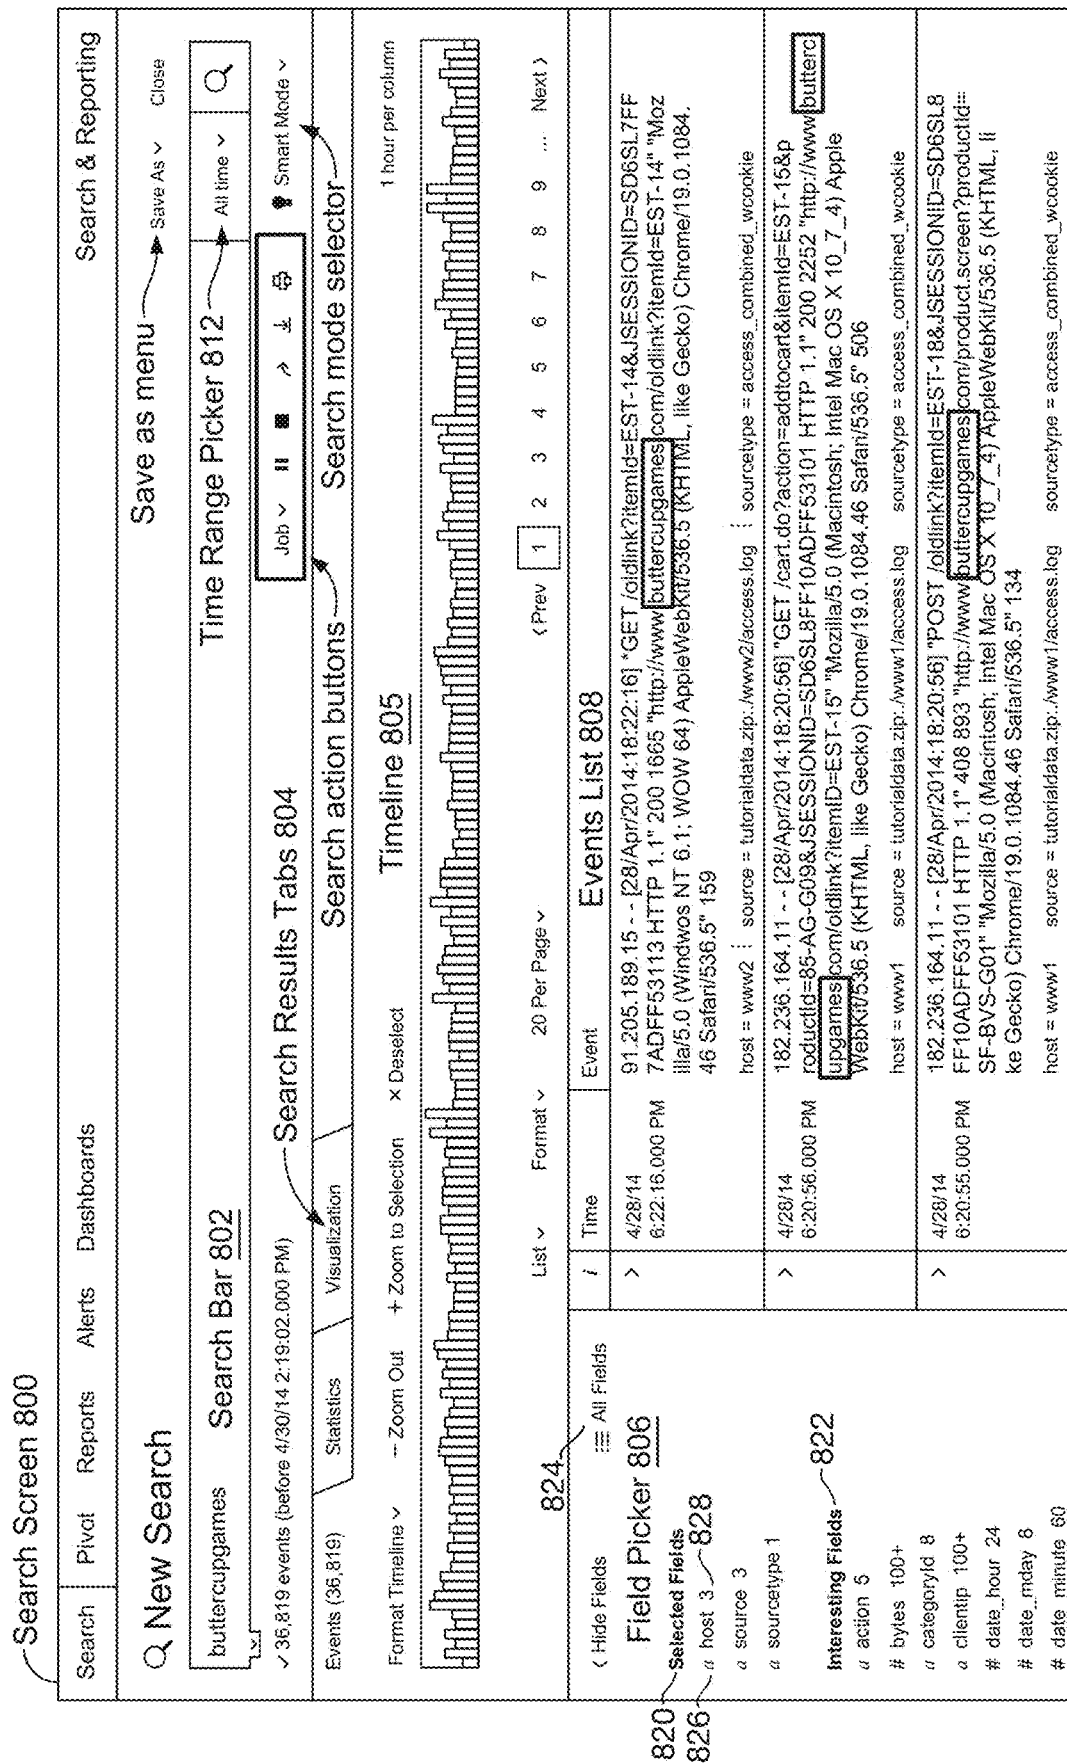 Search Screen 800
Search Pivot Reports Alerts Dashboards Search & Reporting
New Search
Save as menu
Save As Close
buttercupgames
Search Bar 802
Time Range Picker 812
All time
36,819 events (before 4/30/14 2:19:02.000 PM)
Search Results Tabs 804
Job
Smart Mode
Events (36,819) Statistics Visualization
Search action buttons
Search mode selector
Timeline 805
Format Timeline – Zoom Out + Zoom to Selection × Deselect
1 hour per column
824
List Format 20 Per Page
< Prev 1 2 3 4 5 6 7 8 9 ... Next >
< Hide Fields All Fields
Field Picker 806
820
Selected Fields
826
a host 3
828
a source 3
a sourcetype 1
Interesting Fields
822
a action 5
# bytes 100+
a categoryId 8
a clientip 100+
# date_hour 24
# date_mday 8
# date_minute 60
Events List 808
i Time Event
> 4/28/14
6:22:16.000 PM
91.205.189.15 - - [28/Apr/2014:18:22:16] "GET /oldlink?itemId=EST-14&JSESSIONID=SD6SL7FF
7ADFF53113 HTTP 1.1" 200 1665 "http://www.buttercupgames.com/oldlink?itemId=EST-14" "Moz
illa/5.0 (Windwos NT 6.1; WOW 64) AppleWebKit/536.5 (KHTML, like Gecko) Chrome/19.0.1084.
46 Safari/536.5" 159
host = www2 source = tutorialdata.zip:./www2/access.log sourcetype = access_combined_wcookie
> 4/28/14
6:20:56.000 PM
182.236.164.11 - - [28/Apr/2014:18:20:56] "GET /cart.do?action=addtocart&itemId=EST-15&p
roductId=85-AG-G09&JSESSIONID=SD6SL8FF10ADFF53101 HTTP 1.1" 200 2252 "http://www.butterc
upgames.com/oldlink?itemID=EST-15" "Mozilla/5.0 (Macintosh; Intel Mac OS X 10_7_4) Apple
WebKit/536.5 (KHTML, like Gecko) Chrome/19.0.1084.46 Safari/536.5" 506
host = www1 source = tutorialdata.zip:./www1/access.log sourcetype = access_combined_wcookie
> 4/28/14
6:20:55.000 PM
182.236.164.11 - - [28/Apr/2014:18:20:56] "POST /oldlink?itemId=EST-18&JSESSIONID=SD6SL8
FF10ADFF53101 HTTP 1.1" 408 893 "http://www.buttercupgames.com/product.screen?productId=
SF-BVS-G01" "Mozilla/5.0 (Macintosh; Intel Mac OS X 10_7_4) AppleWebKit/536.5 (KHTML, li
ke Gecko) Chrome/19.0.1084.46 Safari/536.5" 134
host = www1 source = tutorialdata.zip:./www1/access.log sourcetype = access_combined_wcookie